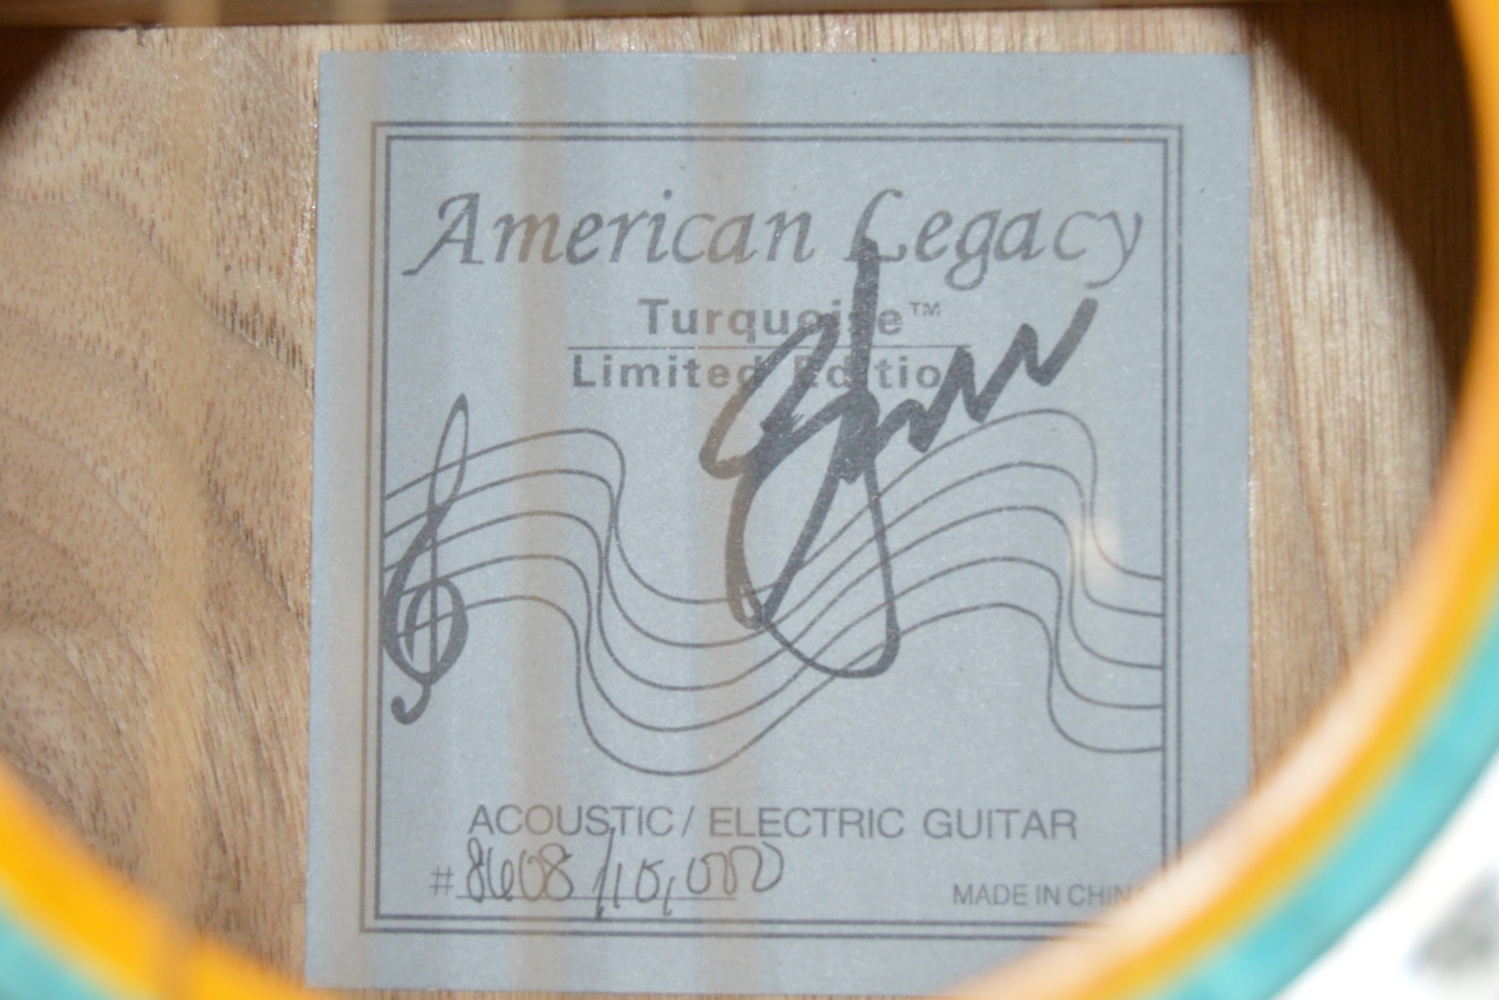 American Legacy
Turquoise™
Limited Edition
ACOUSTIC / ELECTRIC GUITAR
# 8608/10,000
MADE IN CHINA